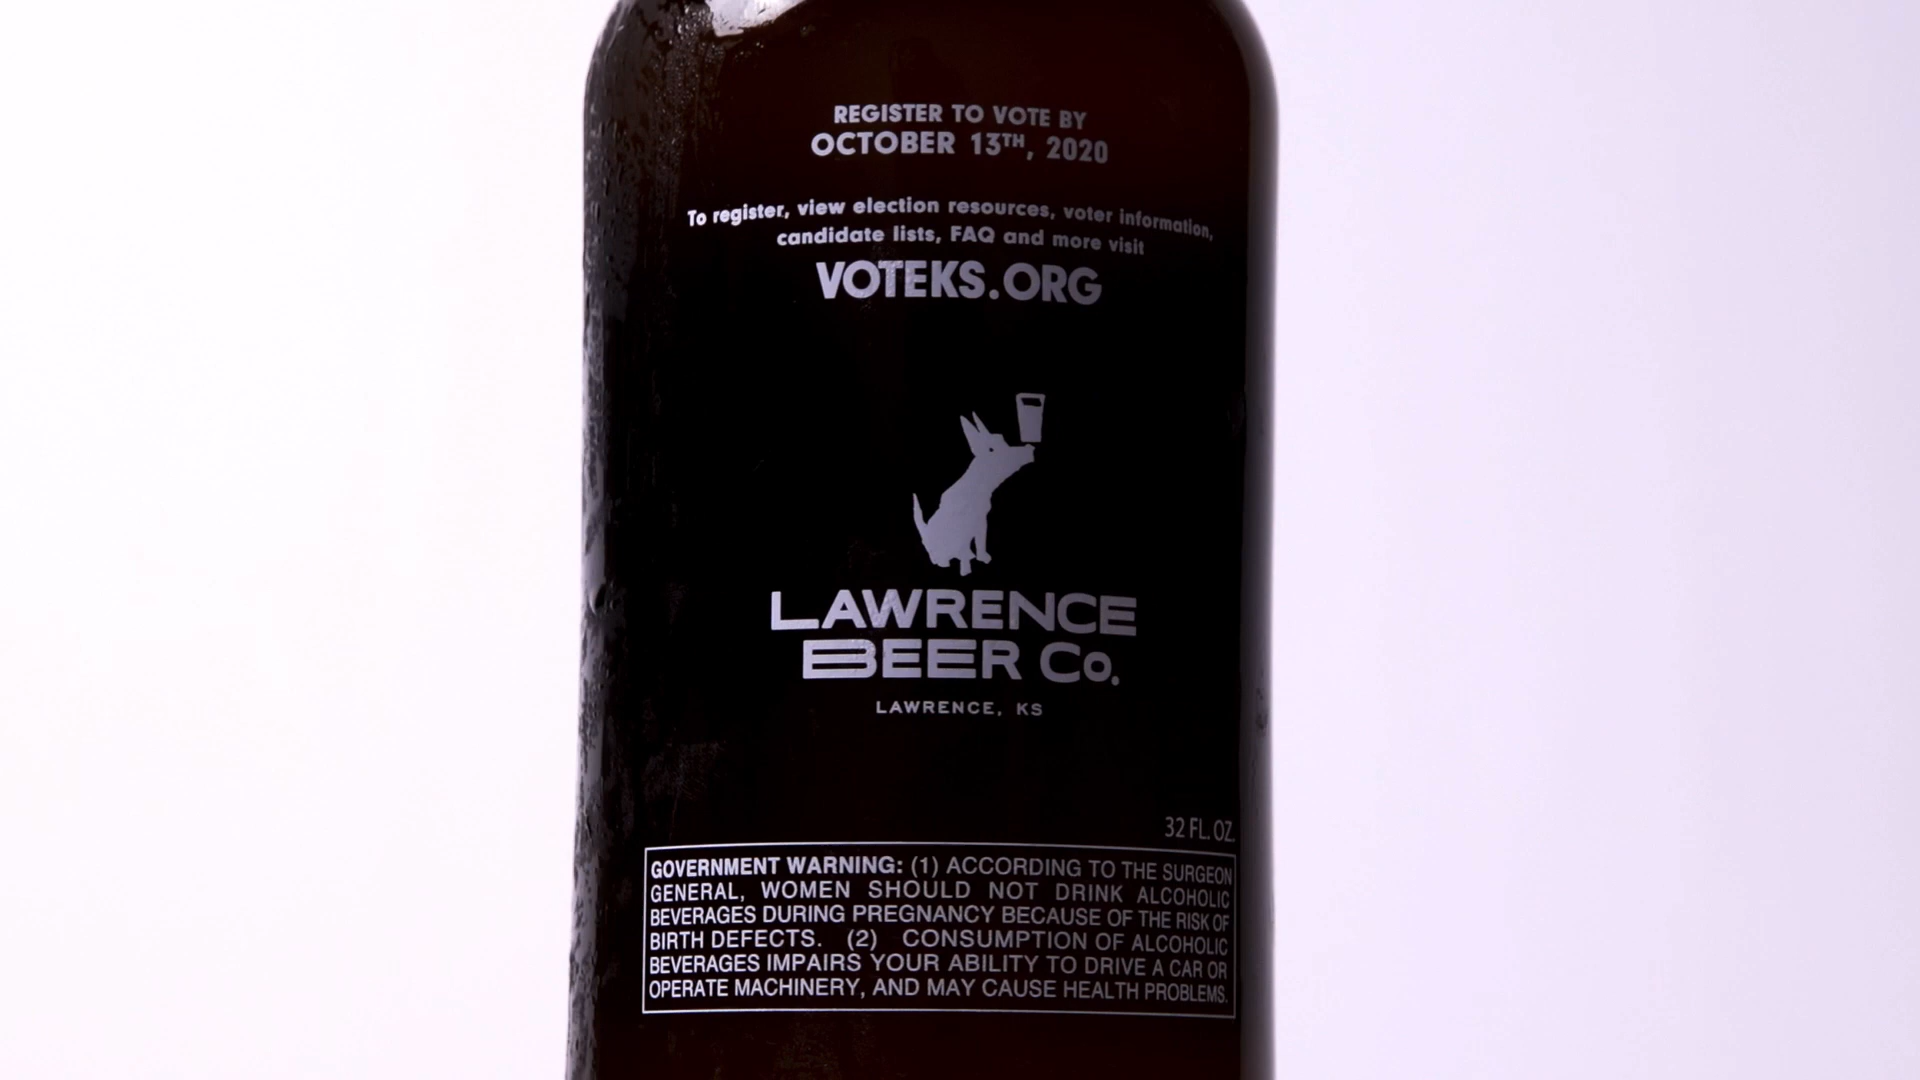 REGISTER TO VOTE BY
OCTOBER 13TH, 2020
To register, view election resources, voter information,
candidate lists, FAQ and more visit
VOTEKS.ORG
LAWRENCE
BEER Co.
LAWRENCE, KS
32 FL. OZ.
GOVERNMENT WARNING: (1) ACCORDING TO THE SURGEON
GENERAL, WOMEN SHOULD NOT DRINK ALCOHOLIC
BEVERAGES DURING PREGNANCY BECAUSE OF THE RISK OF
BIRTH DEFECTS. (2) CONSUMPTION OF ALCOHOLIC
BEVERAGES IMPAIRS YOUR ABILITY TO DRIVE A CAR OR
OPERATE MACHINERY, AND MAY CAUSE HEALTH PROBLEMS.